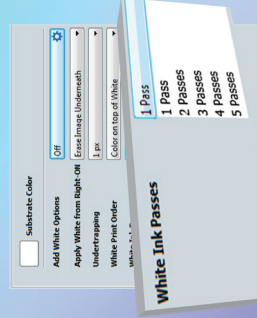 Substrate Color
Add White Options
Off
Apply White from Right-ON
Erase Image Underneath
Undertrapping
1 px
White Print Order
Color on top of White
White Ink Passes
1 Pass
1 Pass
2 Passes
3 Passes
4 Passes
5 Passes